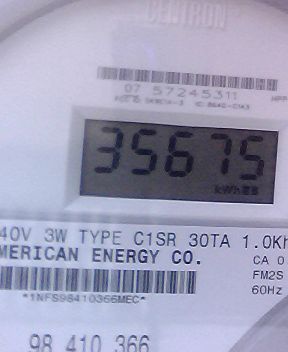 CENTRON
07 57245311
35675
kWh
40V 3W TYPE C1SR 30TA 1.0Kh
MERICAN ENERGY CO.
CA 0
FM2S
60Hz
*1NFS98410366MEC*
98 410 366